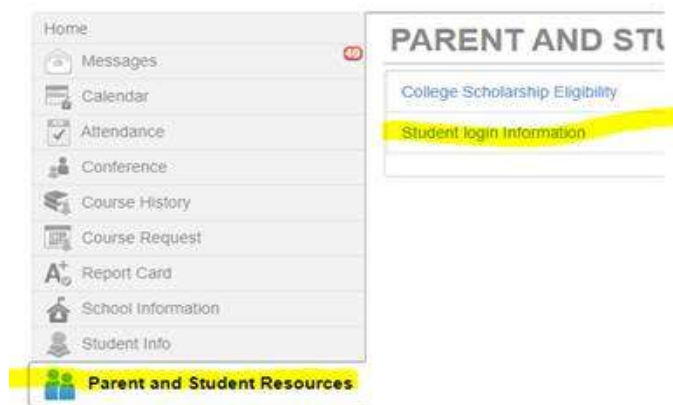 Home
Messages
Calendar
Attendance
Conference
Course History
Course Request
A+ Report Card
School Information
Student Info
Parent and Student Resources
PARENT AND STU
College Scholarship Eligibility
Student login Information